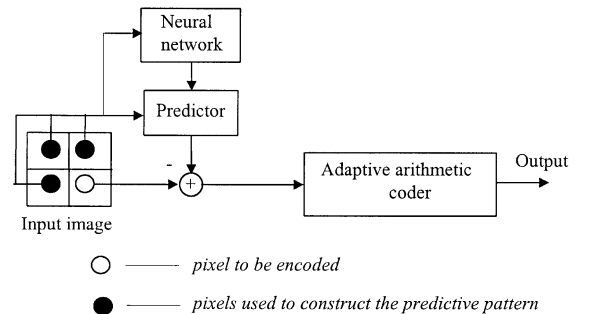 Neural
network
Predictor
-
+
Adaptive arithmetic
coder
Output
Input image
pixel to be encoded
pixels used to construct the predictive pattern